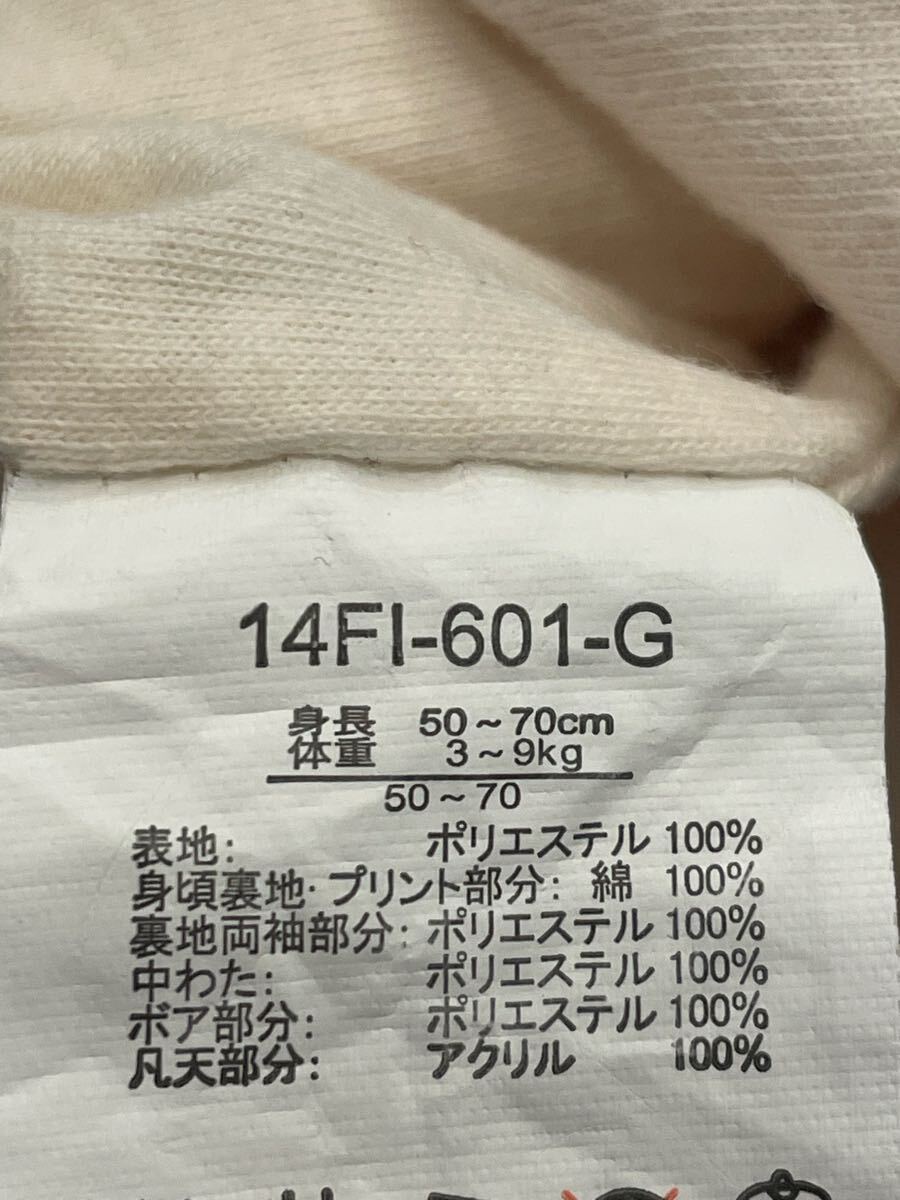 14FI-601-G
身長 50～70cm
体重 3～9kg
50～70
表地: ポリエステル 100%
身頃裏地・プリント部分: 綿 100%
裏地両袖部分: ポリエステル 100%
中わた: ポリエステル 100%
ボア部分: ポリエステル 100%
凡天部分: アクリル 100%